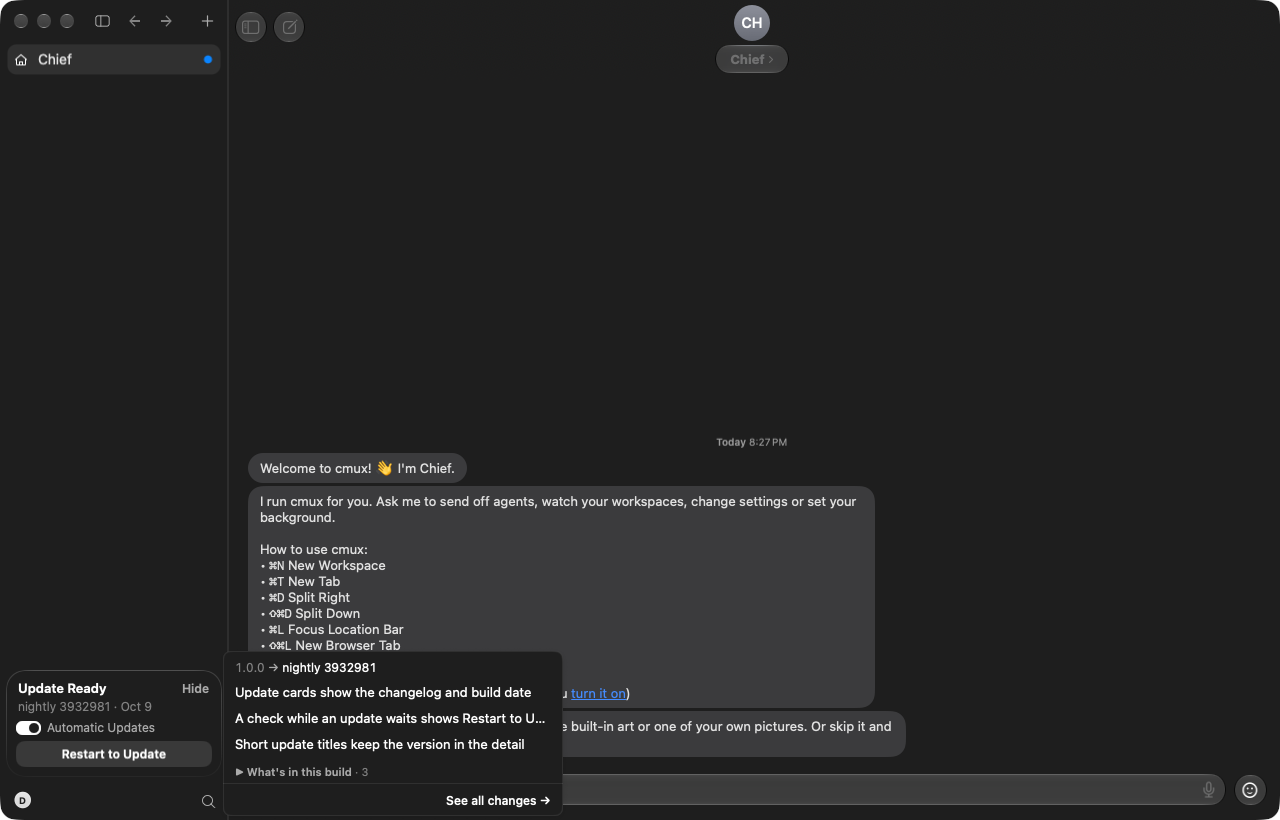 Chief
CH
Chief ›
Today 8:27 PM
Welcome to cmux! 👋 I'm Chief.
I run cmux for you. Ask me to send off agents, watch your workspaces, change settings or set your
background.
How to use cmux:
• ⌘N New Workspace
• ⌘T New Tab
• ⌘D Split Right
• ⇧⌘D Split Down
• ⌘L Focus Location Bar
• ⇧⌘L New Browser Tab
turn it on)
built-in art or one of your own pictures. Or skip it and
Update Ready
Hide
nightly 3932981 · Oct 9
Automatic Updates
Restart to Update
D
1.0.0 → nightly 3932981
Update cards show the changelog and build date
A check while an update waits shows Restart to U...
Short update titles keep the version in the detail
▶ What's in this build · 3
See all changes →